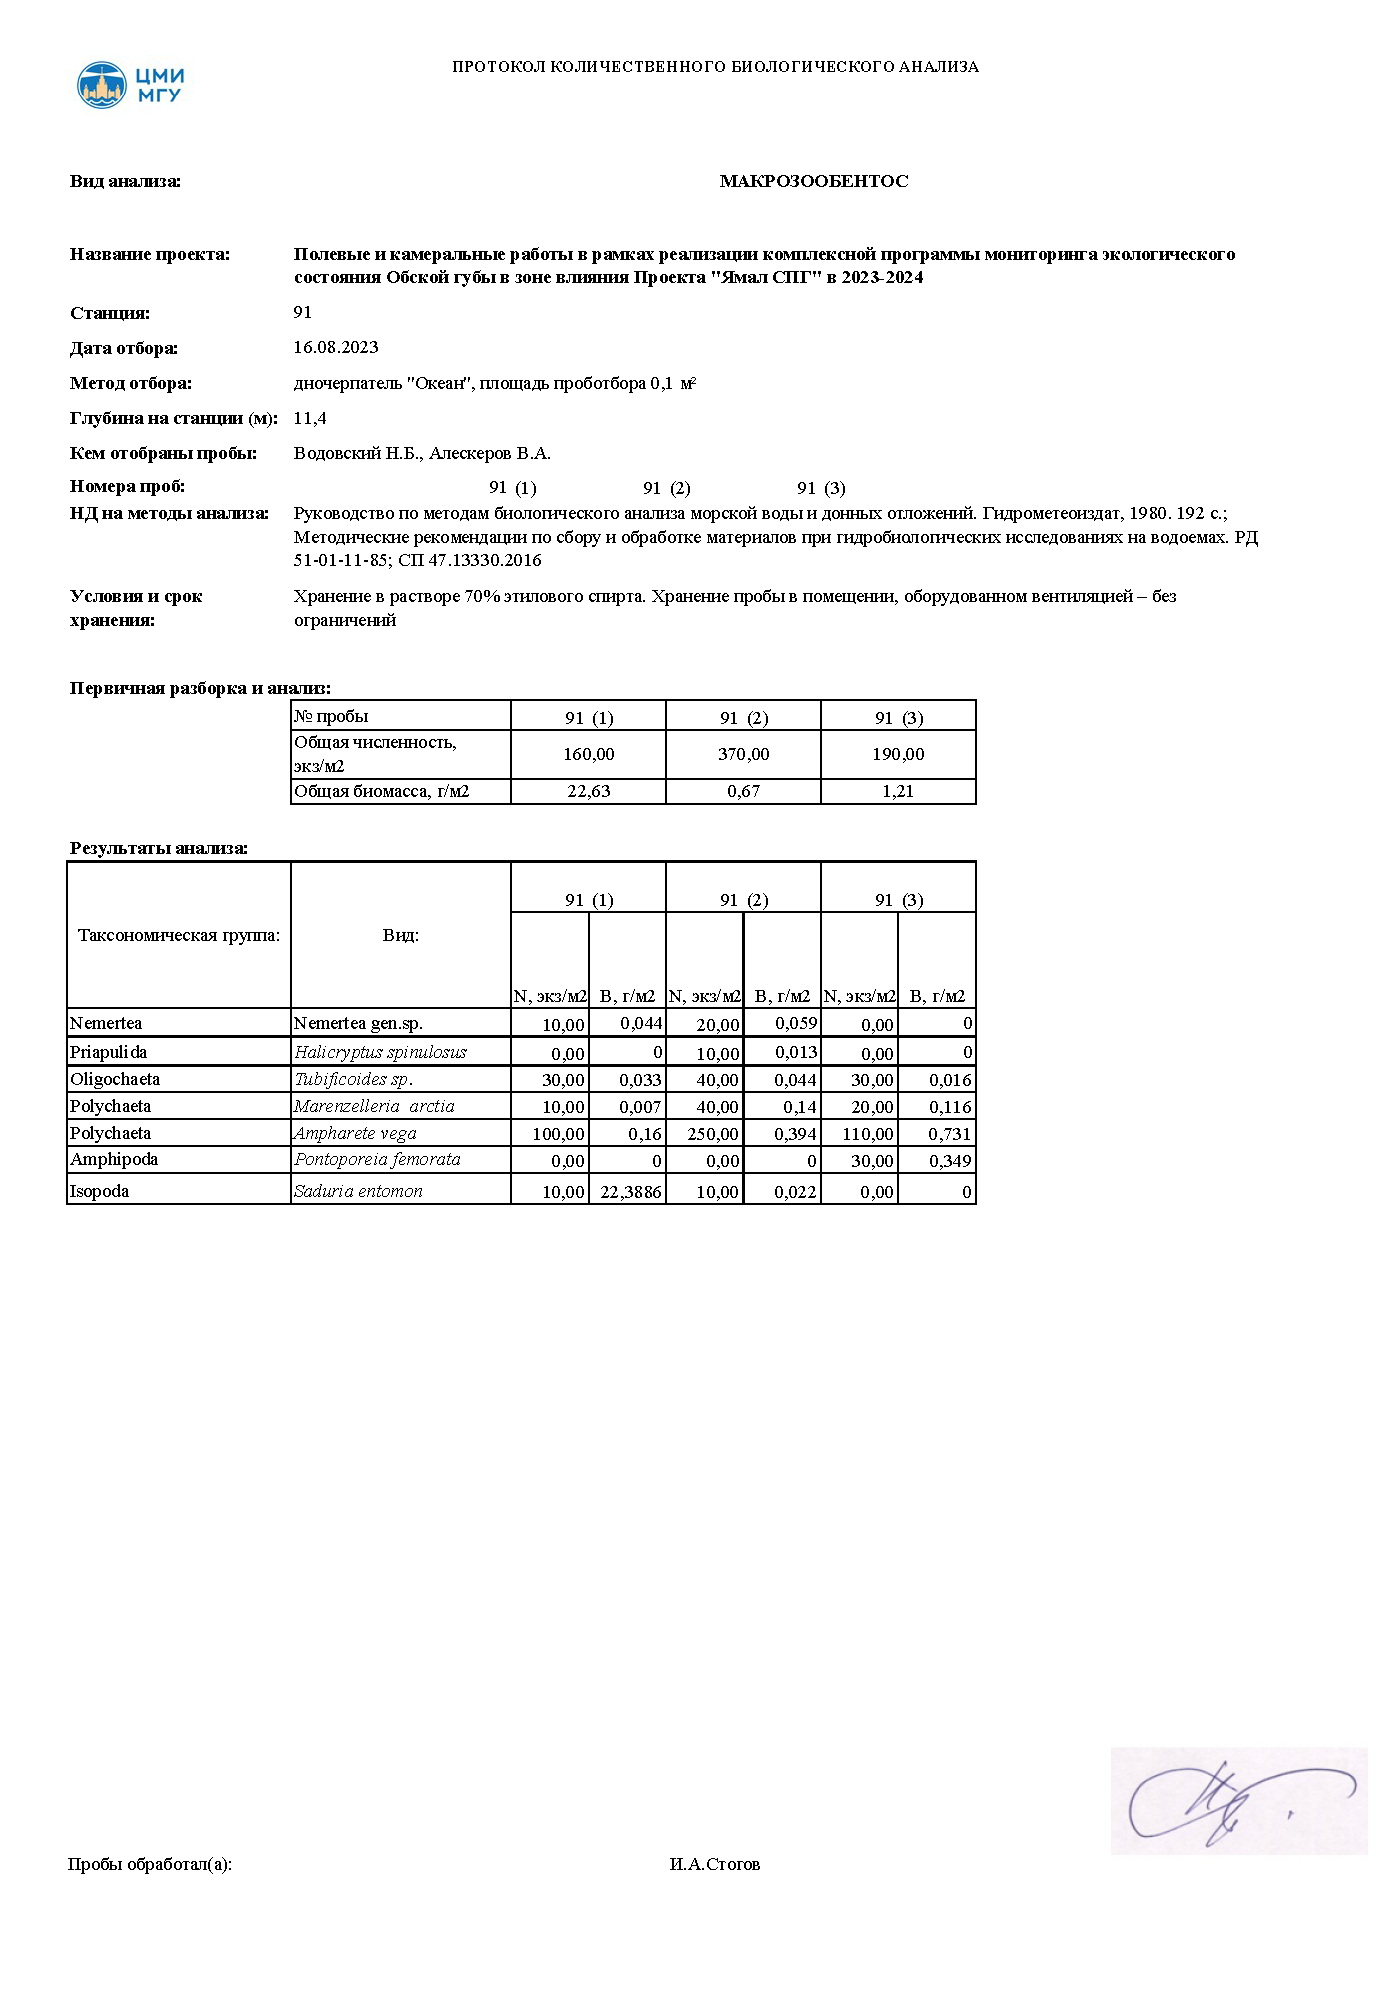 ЦМИ
МГУ
ПРОТОКОЛ КОЛИЧЕСТВЕННОГО БИОЛОГИЧЕСКОГО АНАЛИЗА
Вид анализа: МАКРОЗООБЕНТОС
Название проекта: Полевые и камеральные работы в рамках реализации комплексной программы мониторинга экологического
состояния Обской губы в зоне влияния Проекта "Ямал СПГ" в 2023-2024
Станция: 91
Дата отбора: 16.08.2023
Метод отбора: дночерпатель "Океан", площадь проботбора 0,1 м²
Глубина на станции (м): 11,4
Кем отобраны пробы: Водовский Н.Б., Алескеров В.А.
Номера проб: 91 (1) 91 (2) 91 (3)
НД на методы анализа: Руководство по методам биологического анализа морской воды и донных отложений. Гидрометеоиздат, 1980. 192 с.;
Методические рекомендации по сбору и обработке материалов при гидробиологических исследованиях на водоемах. РД
51-01-11-85; СП 47.13330.2016
Условия и срок Хранение в растворе 70% этилового спирта. Хранение пробы в помещении, оборудованном вентиляцией – без
хранения: ограничений
Первичная разборка и анализ:
№ пробы 91 (1) 91 (2) 91 (3)
Общая численность,
экз/м2 160,00 370,00 190,00
Общая биомасса, г/м2 22,63 0,67 1,21
Результаты анализа:
91 (1) 91 (2) 91 (3)
Таксономическая группа: Вид:
N, экз/м2 B, г/м2 N, экз/м2 B, г/м2 N, экз/м2 B, г/м2
Nemertea Nemertea gen.sp. 10,00 0,044 20,00 0,059 0,00 0
Priapulida Halicryptus spinulosus 0,00 0 10,00 0,013 0,00 0
Oligochaeta Tubificoides sp. 30,00 0,033 40,00 0,044 30,00 0,016
Polychaeta Marenzelleria arctia 10,00 0,007 40,00 0,14 20,00 0,116
Polychaeta Ampharete vega 100,00 0,16 250,00 0,394 110,00 0,731
Amphipoda Pontoporeia femorata 0,00 0 0,00 0 30,00 0,349
Isopoda Saduria entomon 10,00 22,3886 10,00 0,022 0,00 0
Пробы обработал(а): И.А.Стогов